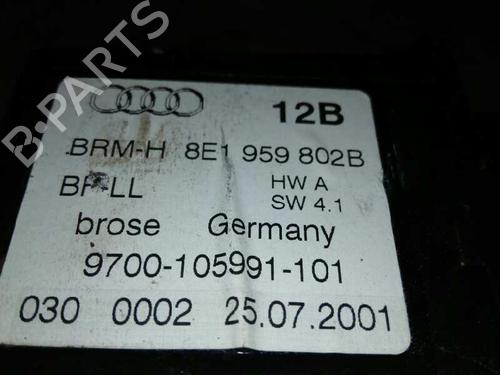 B-PARTS
12B
BRM-H 8E1 959 802B
LL HW A
SW 4.1
brose Germany
9700-105991-101
030 0002 25.07.2001